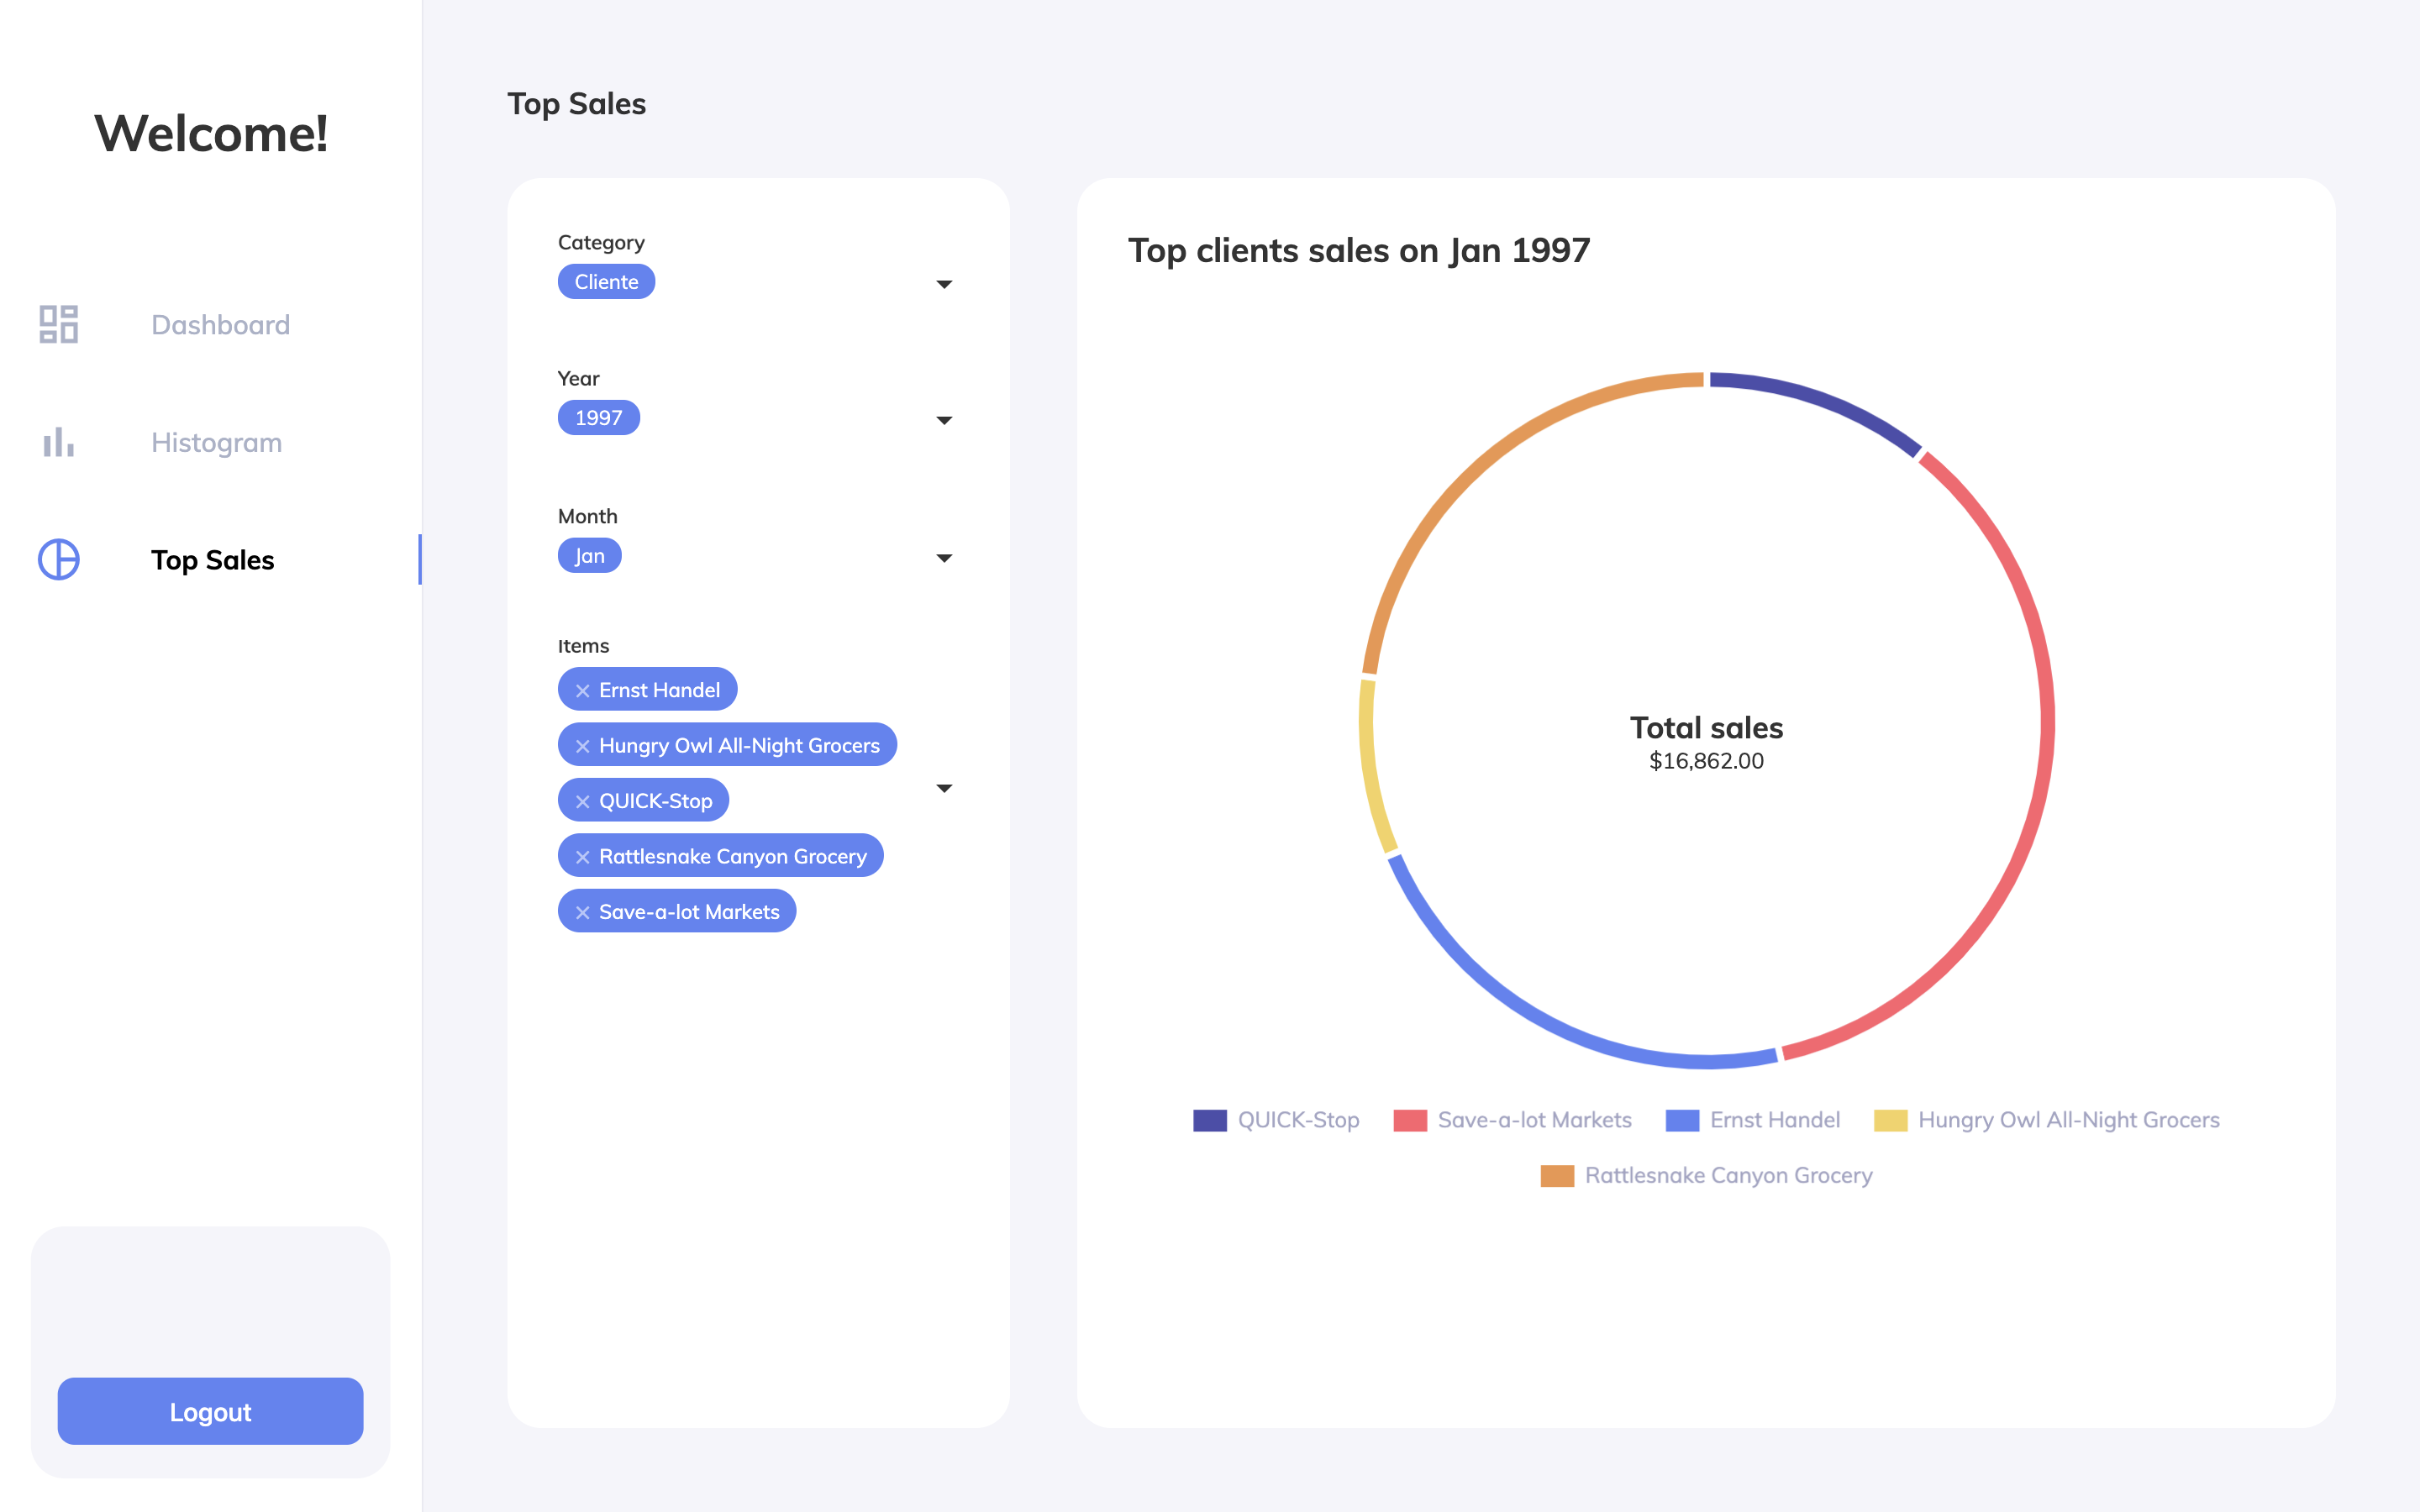 Welcome!
Dashboard
Histogram
Top Sales
Logout
Top Sales
Category
Cliente
Year
1997
Month
Jan
Items
× Ernst Handel
× Hungry Owl All-Night Grocers
× QUICK-Stop
× Rattlesnake Canyon Grocery
× Save-a-lot Markets
Top clients sales on Jan 1997
Total sales
$16,862.00
QUICK-Stop Save-a-lot Markets Ernst Handel Hungry Owl All-Night Grocers
Rattlesnake Canyon Grocery